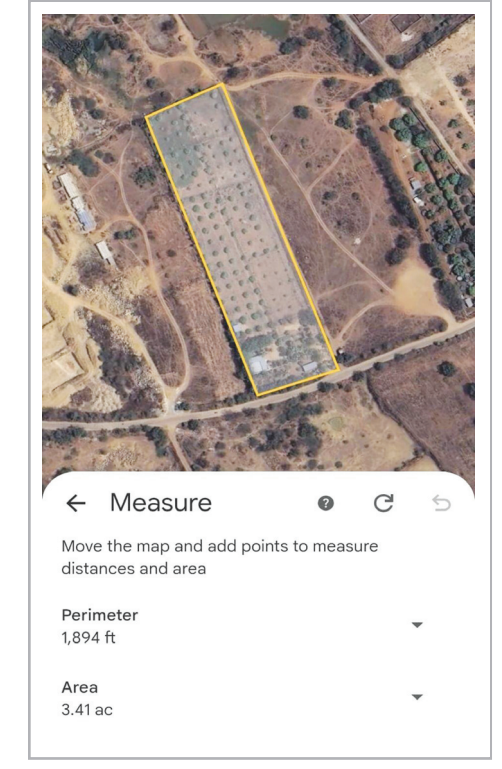 Measure
Move the map and add points to measure
distances and area
Perimeter
1,894 ft
Area
3.41 ac